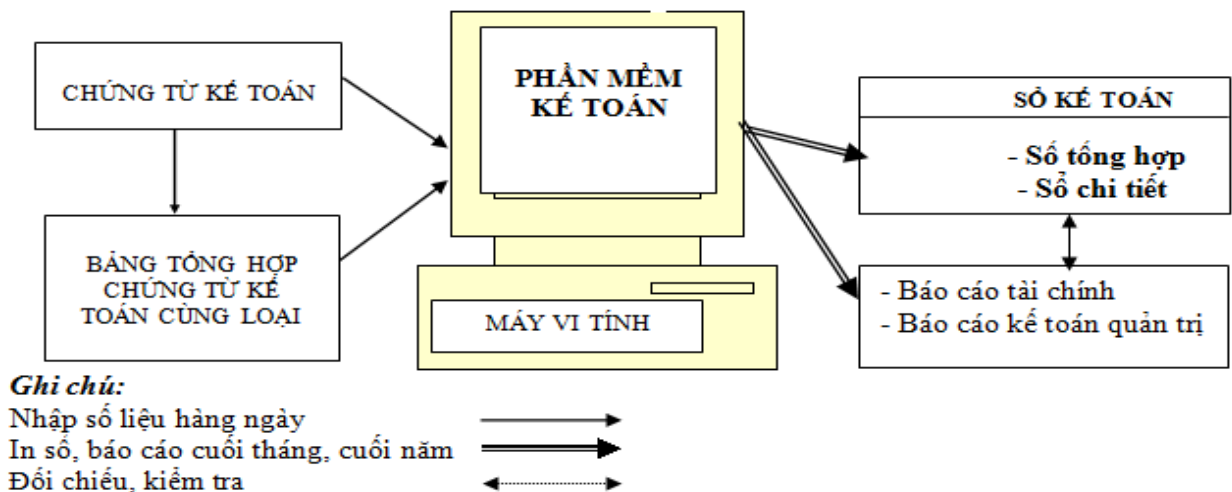 CHỨNG TỪ KẾ TOÁN
BẢNG TỔNG HỢP
CHỨNG TỪ KẾ
TOÁN CÙNG LOẠI
PHẦN MỀM
KẾ TOÁN
MÁY VI TÍNH
SỔ KẾ TOÁN
- Số tổng hợp
- Sổ chi tiết
- Báo cáo tài chính
- Báo cáo kế toán quản trị
Ghi chú:
Nhập số liệu hàng ngày
In số, báo cáo cuối tháng, cuối năm
Đối chiếu, kiểm tra